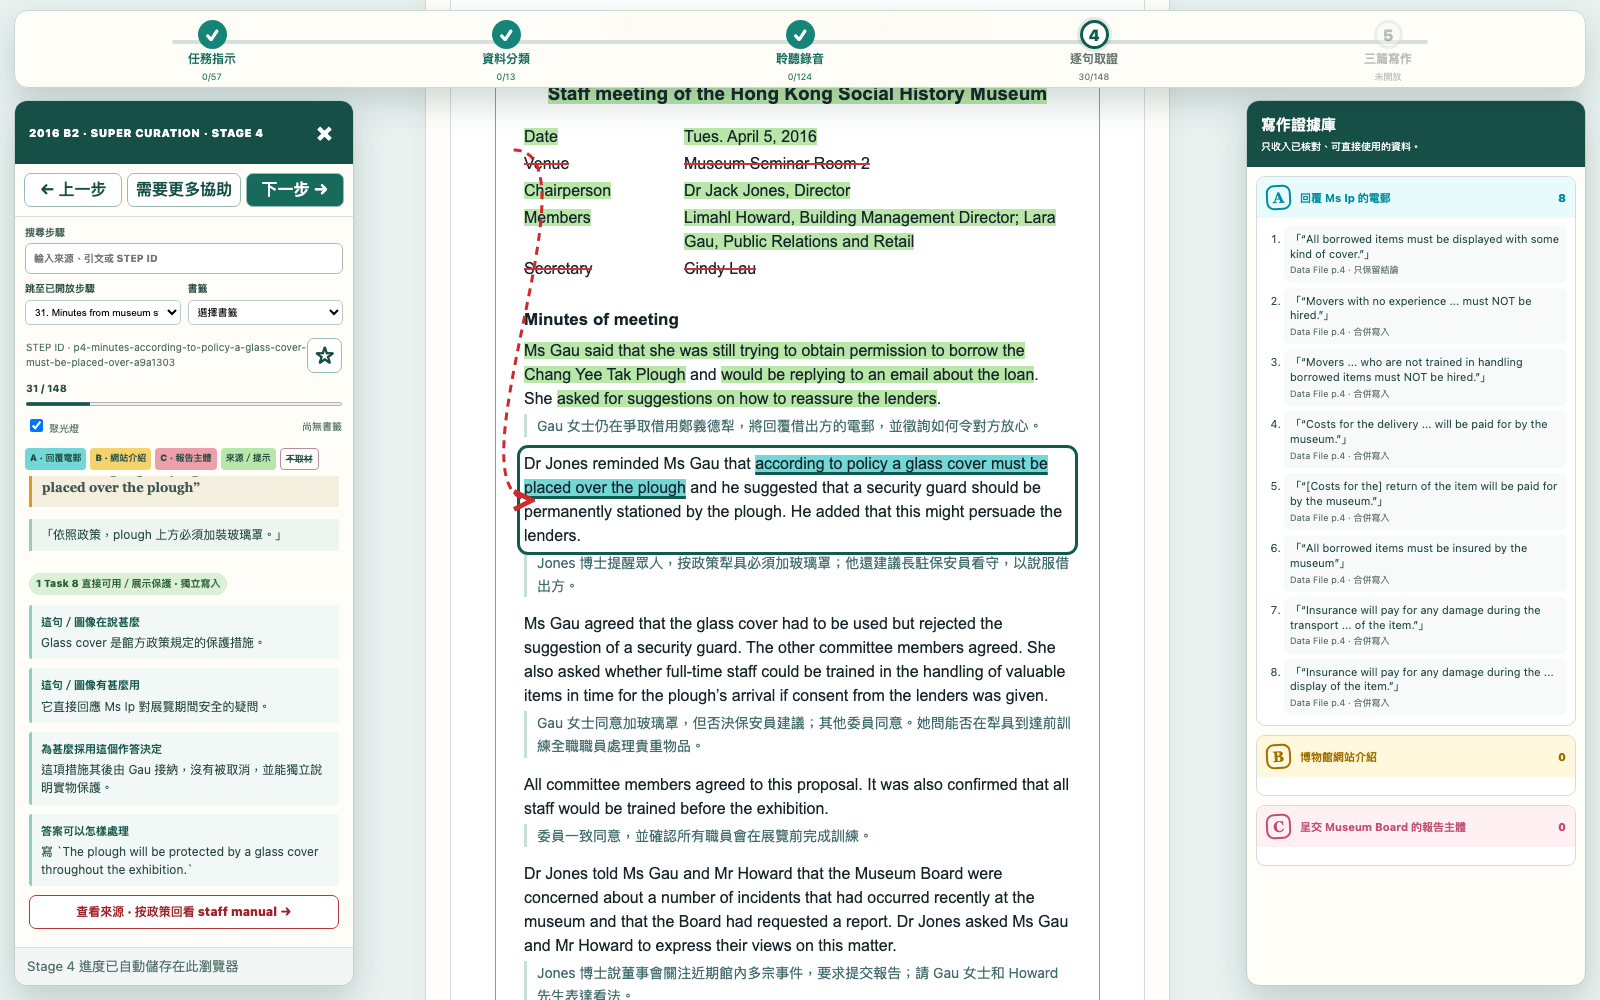 任務指示
0/57
資料分類
0/13
聆聽錄音
0/124
4
逐句取證
30/148
5
三篇寫作
未開放
2016 B2 · SUPER CURATION · STAGE 4
← 上一步
需要更多協助
下一步 →
搜尋步驟
輸入來源、引文或 STEP ID
跳至已開放步驟
書籤
31. Minutes from museum s
選擇書籤
STEP ID · p4-minutes-according-to-policy-a-glass-cover-
must-be-placed-over-a9a1303
31 / 148
聚光燈
尚無書籤
A · 回覆電郵
B · 網站介紹
C · 報告主體
來源 / 提示
不取材
placed over the plough”
「依照政策，plough 上方必須加裝玻璃罩。」
1 Task 8 直接可用 / 展示保護 · 獨立寫入
這句 / 圖像在說甚麼
Glass cover 是館方政策規定的保護措施。
這句 / 圖像有甚麼用
它直接回應 Ms Ip 對展覽期間安全的疑問。
為甚麼採用這個作答決定
這項措施其後由 Gau 接納，沒有被取消，並能獨立說
明實物保護。
答案可以怎樣處理
寫 `The plough will be protected by a glass cover
throughout the exhibition.`
查看來源 · 按政策回看 staff manual →
Stage 4 進度已自動儲存在此瀏覽器
Staff meeting of the Hong Kong Social History Museum
Date
Tues. April 5, 2016
Venue
Museum Seminar Room 2
Chairperson
Dr Jack Jones, Director
Members
Limahl Howard, Building Management Director; Lara
Gau, Public Relations and Retail
Secretary
Cindy Lau
Minutes of meeting
Ms Gau said that she was still trying to obtain permission to borrow the
Chang Yee Tak Plough and would be replying to an email about the loan.
She asked for suggestions on how to reassure the lenders.
Gau 女士仍在爭取借用鄭義德犁，將回覆借出方的電郵，並徵詢如何令對方放心。
Dr Jones reminded Ms Gau that according to policy a glass cover must be
placed over the plough and he suggested that a security guard should be
permanently stationed by the plough. He added that this might persuade the
lenders.
Jones 博士提醒眾人，按政策犁具必須加玻璃罩；他還建議長駐保安員看守，以說服借
出方。
Ms Gau agreed that the glass cover had to be used but rejected the
suggestion of a security guard. The other committee members agreed. She
also asked whether full-time staff could be trained in the handling of valuable
items in time for the plough’s arrival if consent from the lenders was given.
Gau 女士同意加玻璃罩，但否決保安員建議；其他委員同意。她問能否在犁具到達前訓
練全職職員處理貴重物品。
All committee members agreed to this proposal. It was also confirmed that all
staff would be trained before the exhibition.
委員一致同意，並確認所有職員會在展覽前完成訓練。
Dr Jones told Ms Gau and Mr Howard that the Museum Board were
concerned about a number of incidents that had occurred recently at the
museum and that the Board had requested a report. Dr Jones asked Ms Gau
and Mr Howard to express their views on this matter.
Jones 博士說董事會關注近期館內多宗事件，要求提交報告；請 Gau 女士和 Howard
先生表達看法。
寫作證據庫
只收入已核對、可直接使用的資料。
A 回覆 Ms Ip 的電郵 8
1. 「“All borrowed items must be displayed with some
kind of cover.”」
Data File p.4 · 只保留結論
2. 「“Movers with no experience ... must NOT be
hired.”」
Data File p.4 · 合併寫入
3. 「“Movers ... who are not trained in handling
borrowed items must NOT be hired.”」
Data File p.4 · 合併寫入
4. 「“Costs for the delivery ... will be paid for by the
museum.”」
Data File p.4 · 合併寫入
5. 「“[Costs for the] return of the item will be paid for
by the museum.”」
Data File p.4 · 合併寫入
6. 「“All borrowed items must be insured by the
museum”」
Data File p.4 · 合併寫入
7. 「“Insurance will pay for any damage during the
transport ... of the item.”」
Data File p.4 · 合併寫入
8. 「“Insurance will pay for any damage during the ...
display of the item.”」
Data File p.4 · 合併寫入
B 博物館網站介紹 0
C 呈交 Museum Board 的報告主體 0